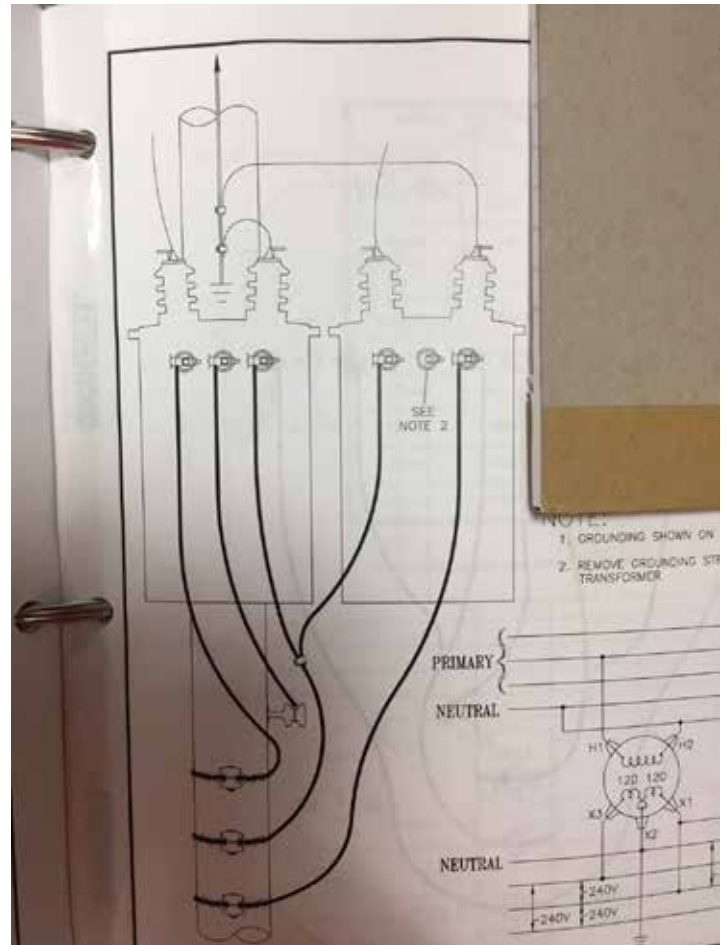 SEE
NOTE 2
NOTE:
1. GROUNDING SHOWN ON
2. REMOVE GROUNDING
TRANSFORMER
PRIMARY
NEUTRAL
H1 H2
120 120
X3 X1
X2
NEUTRAL
240V
240V 240V